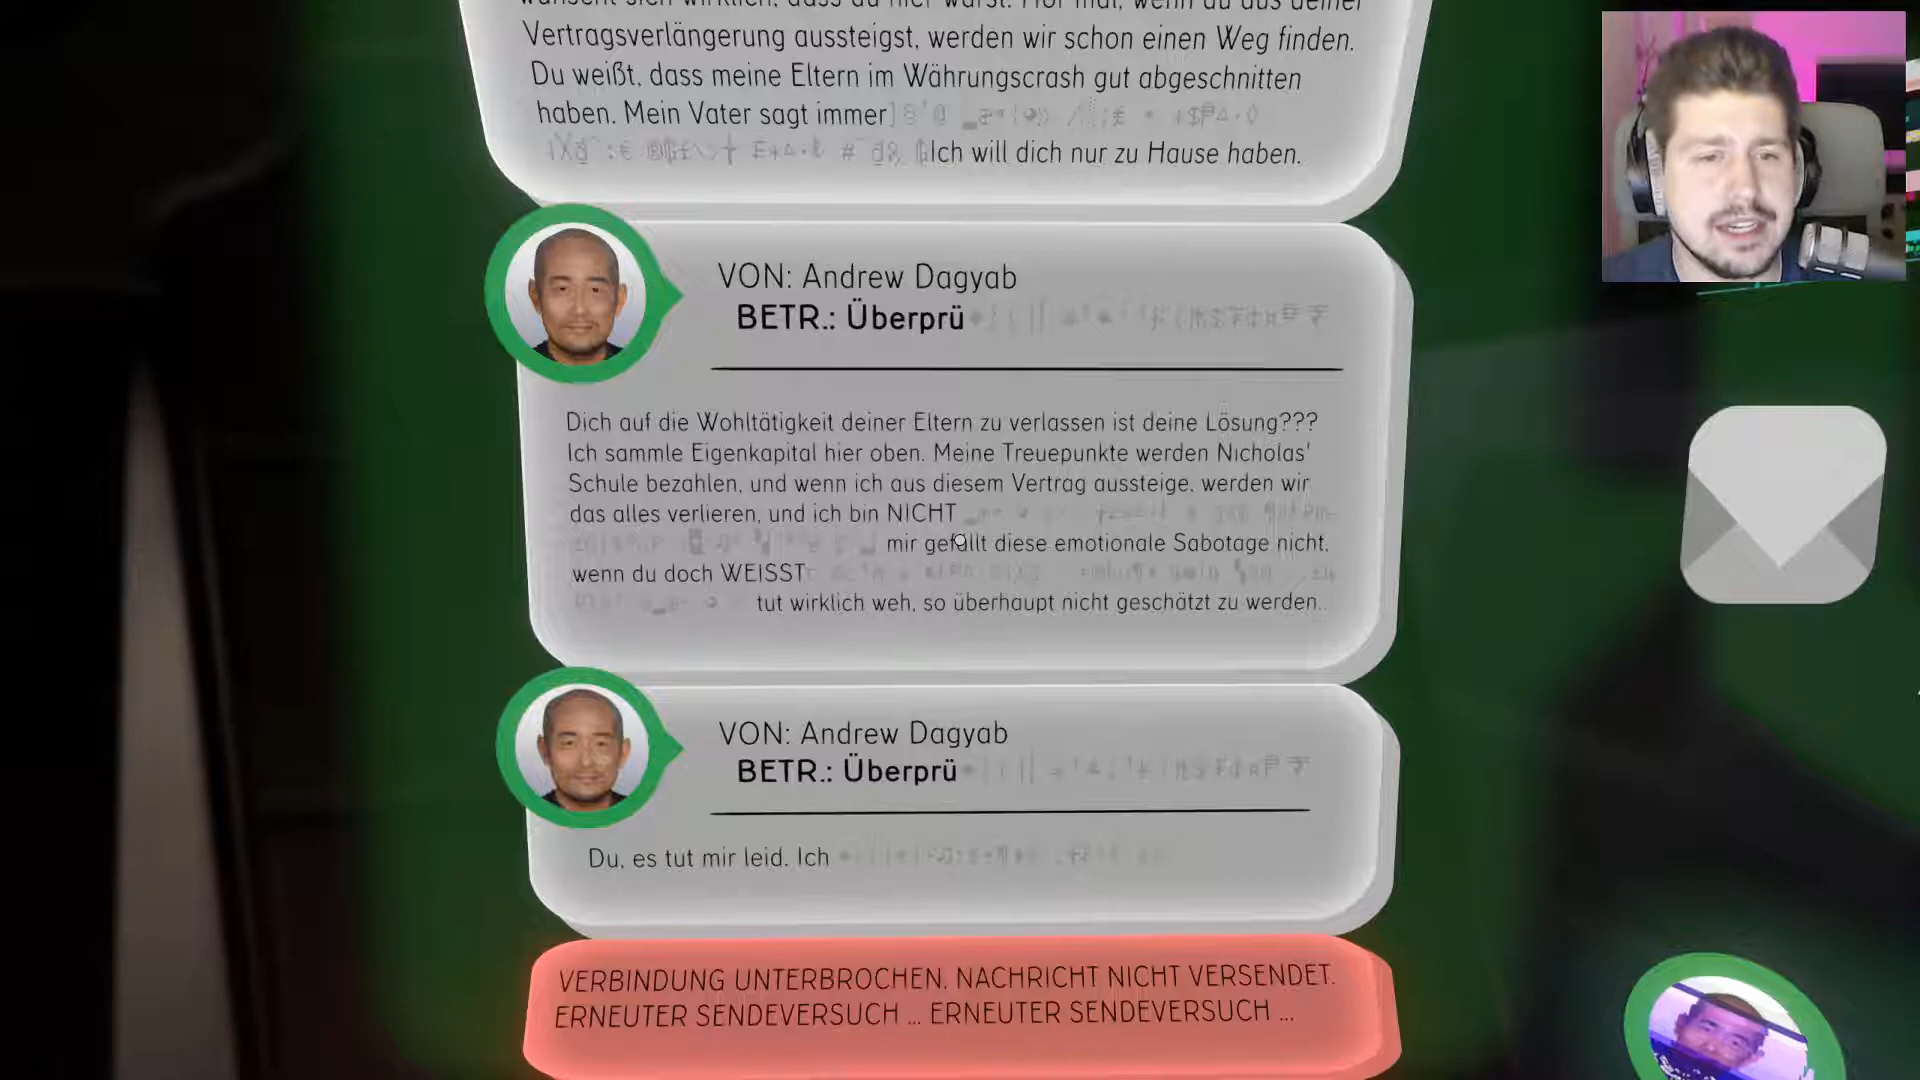 Vertragsverlängerung aussteigst, werden wir schon einen Weg finden.
Du weißt, dass meine Eltern im Währungscrash gut abgeschnitten
haben. Mein Vater sagt immer
Ich will dich nur zu Hause haben.
VON: Andrew Dagyab
BETR.: Überprü
Dich auf die Wohltätigkeit deiner Eltern zu verlassen ist deine Lösung???
Ich sammle Eigenkapital hier oben. Meine Treuepunkte werden Nicholas'
Schule bezahlen, und wenn ich aus diesem Vertrag aussteige, werden wir
das alles verlieren, und ich bin NICHT
mir gefällt diese emotionale Sabotage nicht,
wenn du doch WEISST
tut wirklich weh, so überhaupt nicht geschätzt zu werden..
VON: Andrew Dagyab
BETR.: Überprü
Du, es tut mir leid. Ich
VERBINDUNG UNTERBROCHEN. NACHRICHT NICHT VERSENDET.
ERNEUTER SENDEVERSUCH ... ERNEUTER SENDEVERSUCH ...